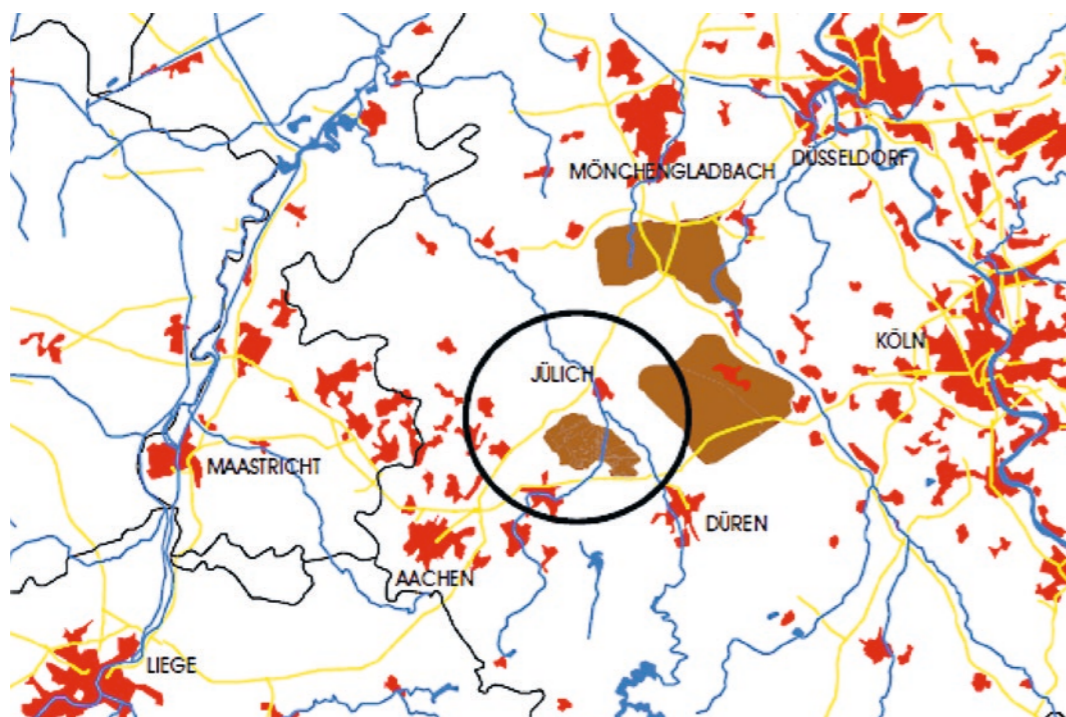 MÖNCHENGLADBACH
DÜSSELDORF
KÖLN
JÜLICH
MAASTRICHT
DÜREN
AACHEN
LIEGE